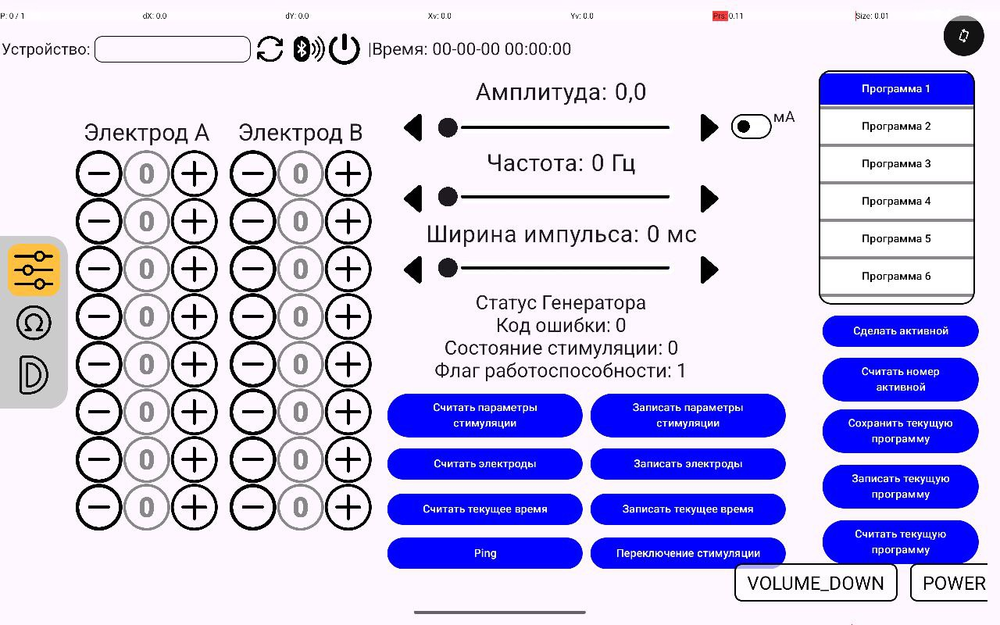 P: 0 / 1 dX: 0.0 dY: 0.0 Xv: 0.0 Yv: 0.0 Prs: 0.11 Size: 0.01
Устройство: |Время: 00-00-00 00:00:00
Амплитуда: 0,0
мА
Частота: 0 Гц
Ширина импульса: 0 мс
Электрод A Электрод B
0 0
0 0
0 0
0 0
0 0
0 0
0 0
0 0
Ω
Статус Генератора
Код ошибки: 0
Состояние стимуляции: 0
Флаг работоспособности: 1
Считать параметры
стимуляции
Записать параметры
стимуляции
Считать электроды
Записать электроды
Считать текущее время
Записать текущее время
Ping
Переключение стимуляции
Программа 1
Программа 2
Программа 3
Программа 4
Программа 5
Программа 6
Сделать активной
Считать номер
активной
Сохранить текущую
программу
Записать текущую
программу
Считать текущую
программу
VOLUME_DOWN POWER